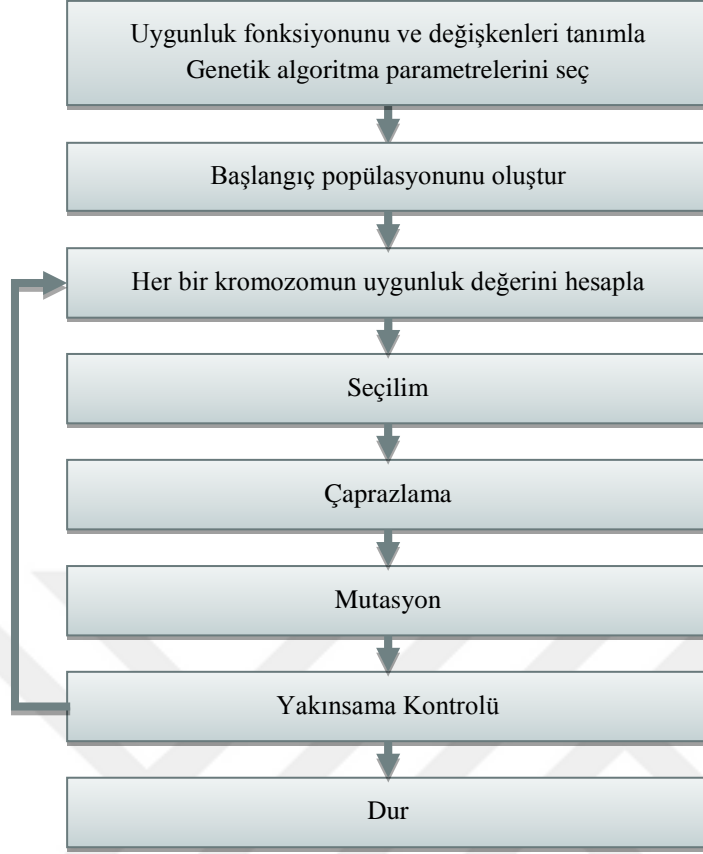 Uygunluk fonksiyonunu ve değişkenleri tanımla
Genetik algoritma parametrelerini seç
Başlangıç popülasyonunu oluştur
Her bir kromozomun uygunluk değerini hesapla
Seçilim
Çaprazlama
Mutasyon
Yakınsama Kontrolü
Dur